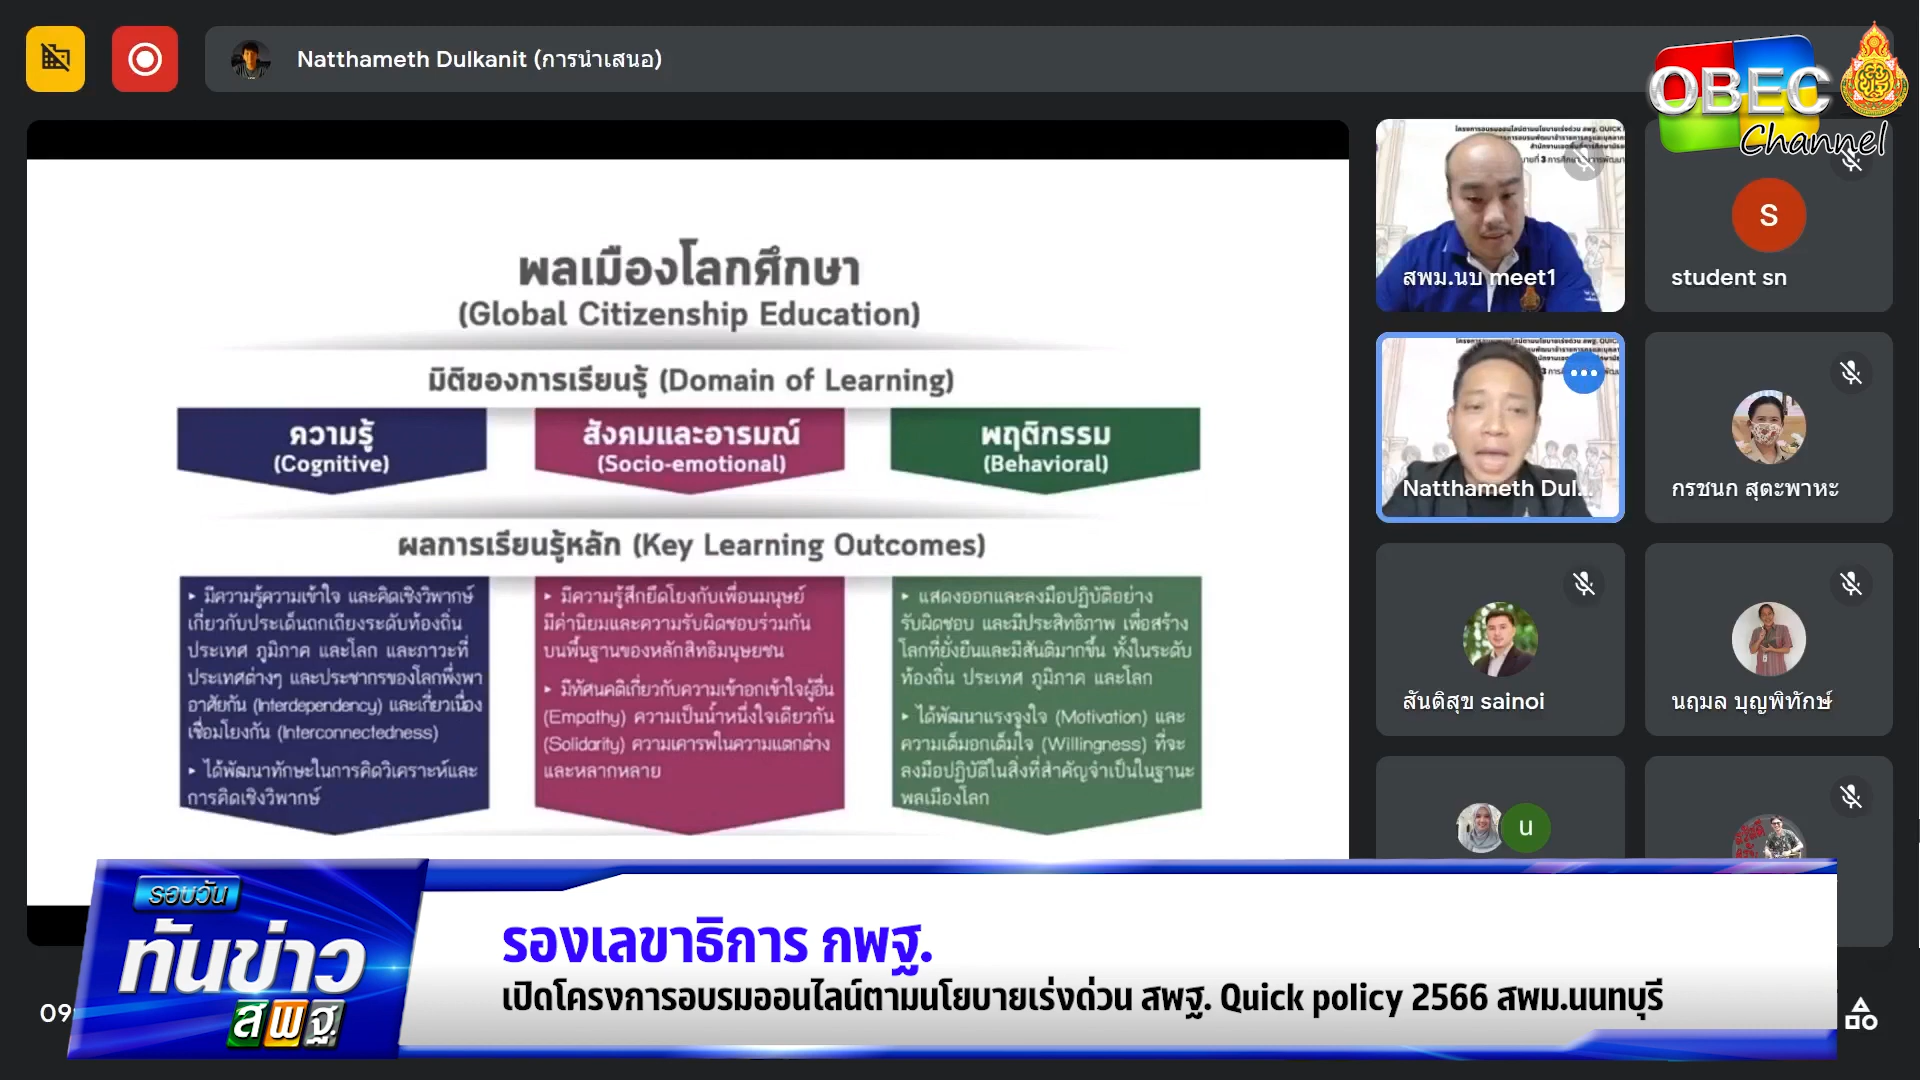 Natthameth Dulkanit (การนำเสนอ)
OBEC
Channel
พลเมืองโลกศึกษา
(Global Citizenship Education)
มิติของการเรียนรู้ (Domain of Learning)
ความรู้
(Cognitive)
สังคมและอารมณ์
(Socio-emotional)
พฤติกรรม
(Behavioral)
ผลการเรียนรู้หลัก (Key Learning Outcomes)
▸ มีความรู้ความเข้าใจ และคิดเชิงวิพากษ์
เกี่ยวกับประเด็นถกเถียงระดับท้องถิ่น
ประเทศ ภูมิภาค และโลก และภาวะที่
ประเทศต่างๆ และประชากรของโลกพึ่งพา
อาศัยกัน (Interdependency) และเกี่ยวเนื่อง
เชื่อมโยงกัน (Interconnectedness)
▸ ได้พัฒนาทักษะในการคิดวิเคราะห์และ
การคิดเชิงวิพากษ์
▸ มีความรู้สึกยึดโยงกับเพื่อนมนุษย์
มีค่านิยมและความรับผิดชอบร่วมกัน
บนพื้นฐานของหลักสิทธิมนุษยชน
▸ มีทัศนคติเกี่ยวกับความเข้าอกเข้าใจผู้อื่น
(Empathy) ความเป็นน้ำหนึ่งใจเดียวกัน
(Solidarity) ความเคารพในความแตกต่าง
และหลากหลาย
▸ แสดงออกและลงมือปฏิบัติอย่าง
รับผิดชอบ และมีประสิทธิภาพ เพื่อสร้าง
โลกที่ยั่งยืนและมีสันติมากขึ้น ทั้งในระดับ
ท้องถิ่น ประเทศ ภูมิภาค และโลก
▸ ได้พัฒนาแรงจูงใจ (Motivation) และ
ความเต็มอกเต็มใจ (Willingness) ที่จะ
ลงมือปฏิบัติในสิ่งที่สำคัญจำเป็นในฐานะ
พลเมืองโลก
สพม.นบ meet1
S
student sn
Natthameth Dul...
กรชนก สุตะพาหะ
สันติสุข sainoi
นฤมล บุญพิทักษ์
u
รอบวัน
ทันข่าว
สพฐ.
รองเลขาธิการ กพฐ.
เปิดโครงการอบรมออนไลน์ตามนโยบายเร่งด่วน สพฐ. Quick policy 2566 สพม.นนทบุรี
09